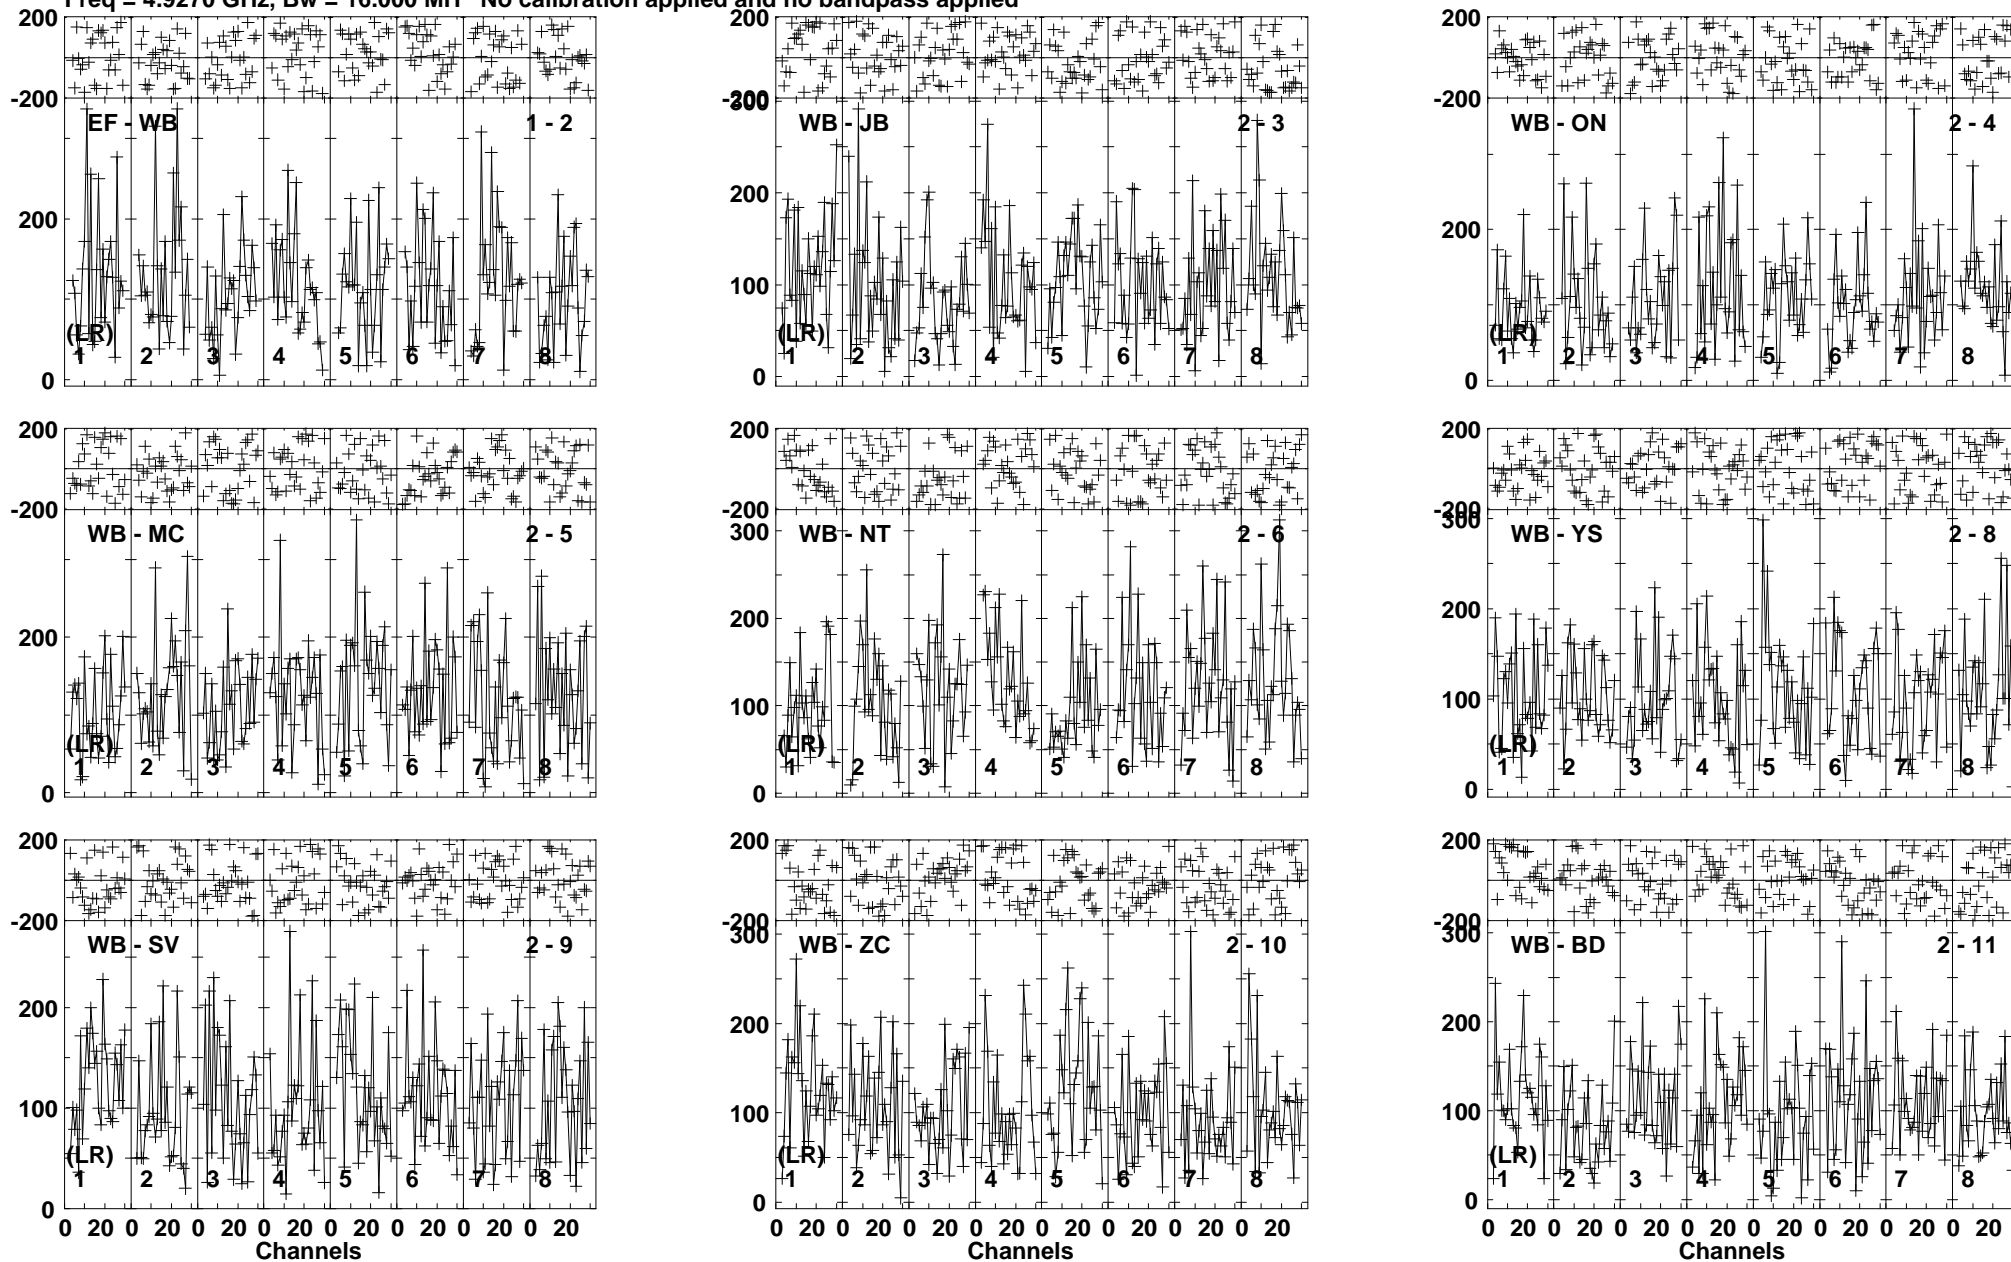 Freq = 4.9270 GHz, Bw = 16.000 MH No calibration applied and no bandpass applied
200 200 200
-200 -200 -200
300
EF - WB 1 - 2 WB - JB 2 - 3 WB - ON 2 - 4
200 200 200
100
(LR) (LR) (LR)
1 2 3 4 5 6 7 8 1 2 3 4 5 6 7 8 1 2 3 4 5 6 7 8
0 0 0
200 200 200
-200 -200 -200
300 300
WB - MC 2 - 5 WB - NT 2 - 6 WB - YS 2 - 8
200 200 200
100 100
(LR) (LR) (LR)
1 2 3 4 5 6 7 8 1 2 3 4 5 6 7 8 1 2 3 4 5 6 7 8
0 0 0
200 200 200
-200 -200 -200
300 300
WB - SV 2 - 9 WB - ZC 2 - 10 WB - BD 2 - 11
200 200 200
100 100 100
(LR) (LR) (LR)
1 2 3 4 5 6 7 8 1 2 3 4 5 6 7 8 1 2 3 4 5 6 7 8
0 0 0
0 20 0 20 0 20 0 20 0 20 0 20 0 20 0 20 0 20 0 20 0 20 0 20 0 20 0 20 0 20 0 20 0 20 0 20 0 20 0 20 0 20 0 20 0 20 0 20
Channels Channels Channels